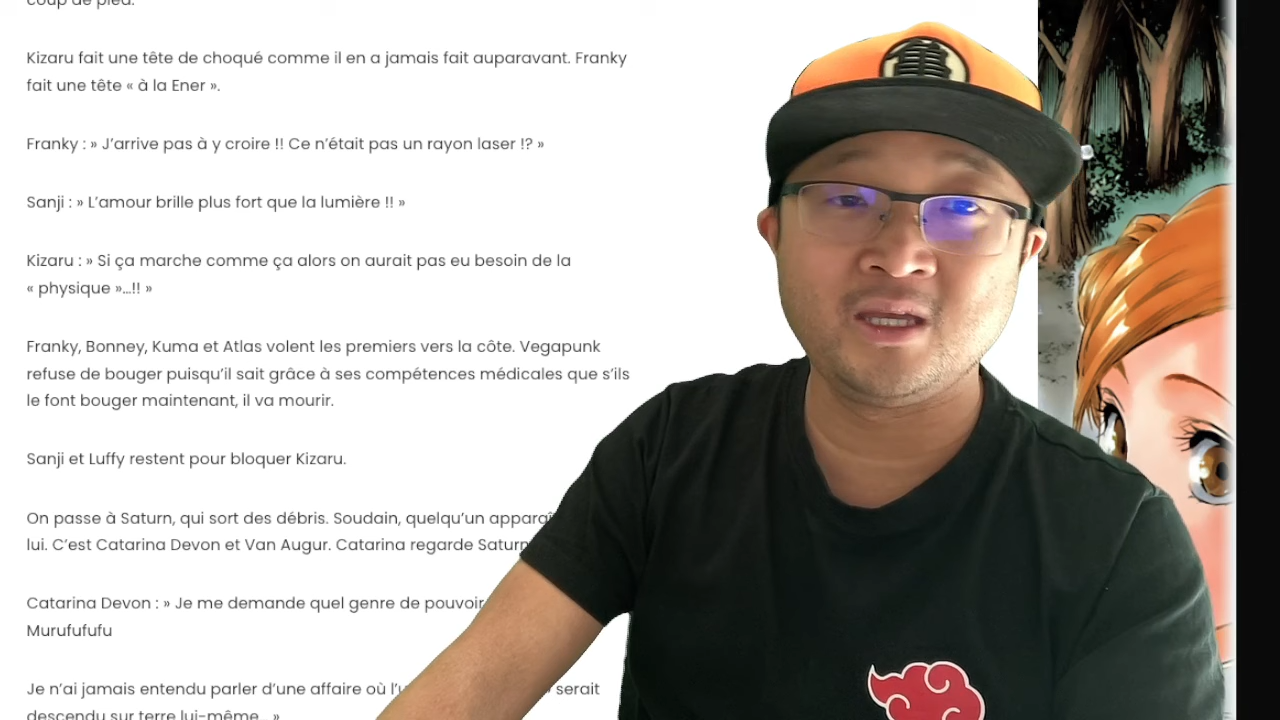 coup de pied.
Kizaru fait une tête de choqué comme il en a jamais fait auparavant. Franky
fait une tête « à la Ener ».
Franky : » J’arrive pas à y croire !! Ce n’était pas un rayon laser !? »
Sanji : » L’amour brille plus fort que la lumière !! »
Kizaru : » Si ça marche comme ça alors on aurait pas eu besoin de la
« physique »…!! »
Franky, Bonney, Kuma et Atlas volent les premiers vers la côte. Vegapunk
refuse de bouger puisqu’il sait grâce à ses compétences médicales que s’ils
le font bouger maintenant, il va mourir.
Sanji et Luffy restent pour bloquer Kizaru.
On passe à Saturn, qui sort des débris. Soudain, quelqu’un
lui. C’est Catarina Devon et Van Augur. Catarina regarde Saturn
Catarina Devon : » Je me demande quel genre de pouvoir
Murufufufu
Je n’ai jamais entendu parler d’une affaire où serait
descendu sur terre lui-même… »